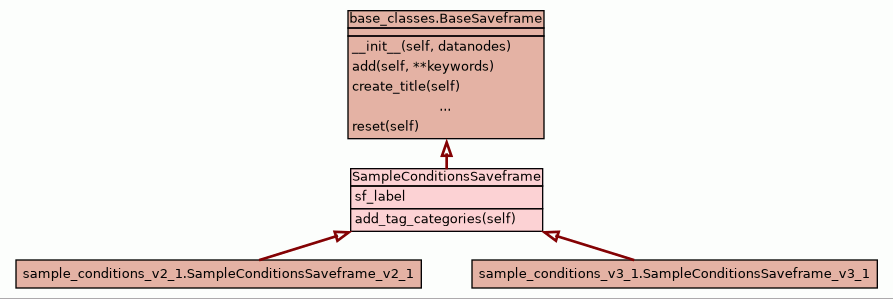 base_classes.BaseSaveframe
__init__(self, datanodes)
add(self, **keywords)
create_title(self)
...
reset(self)
SampleConditionsSaveframe
sf_label
add_tag_categories(self)
sample_conditions_v2_1.SampleConditionsSaveframe_v2_1
sample_conditions_v3_1.SampleConditionsSaveframe_v3_1